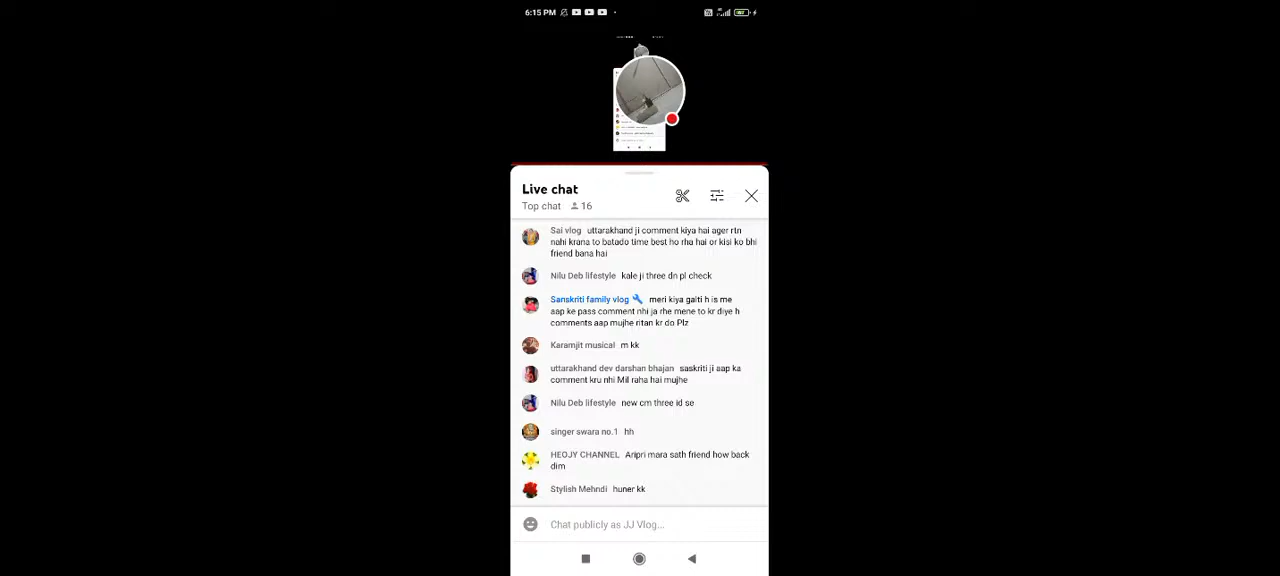 6:15 PM
Live chat
Top chat 16
Sai vlog uttarakhand ji comment kiya hai ager rtn
nahi krana to batado time best ho rha hai or kisi ko bhi
friend bana hai
Nilu Deb lifestyle kale ji three dn pl check
Sanskriti family vlog meri kiya galti h is me
aap ke pass comment nhi ja rhe mene to kr diye h
comments aap mujhe ritan kr do Plz
Karamjit musical m kk
uttarakhand dev darshan bhajan saskriti ji aap ka
comment kru nhi Mil raha hai mujhe
Nilu Deb lifestyle new cm three id se
singer swara no.1 hh
HEOJY CHANNEL Aripri mara sath friend how back
dim
Stylish Mehndi huner kk
Chat publicly as JJ Vlog...